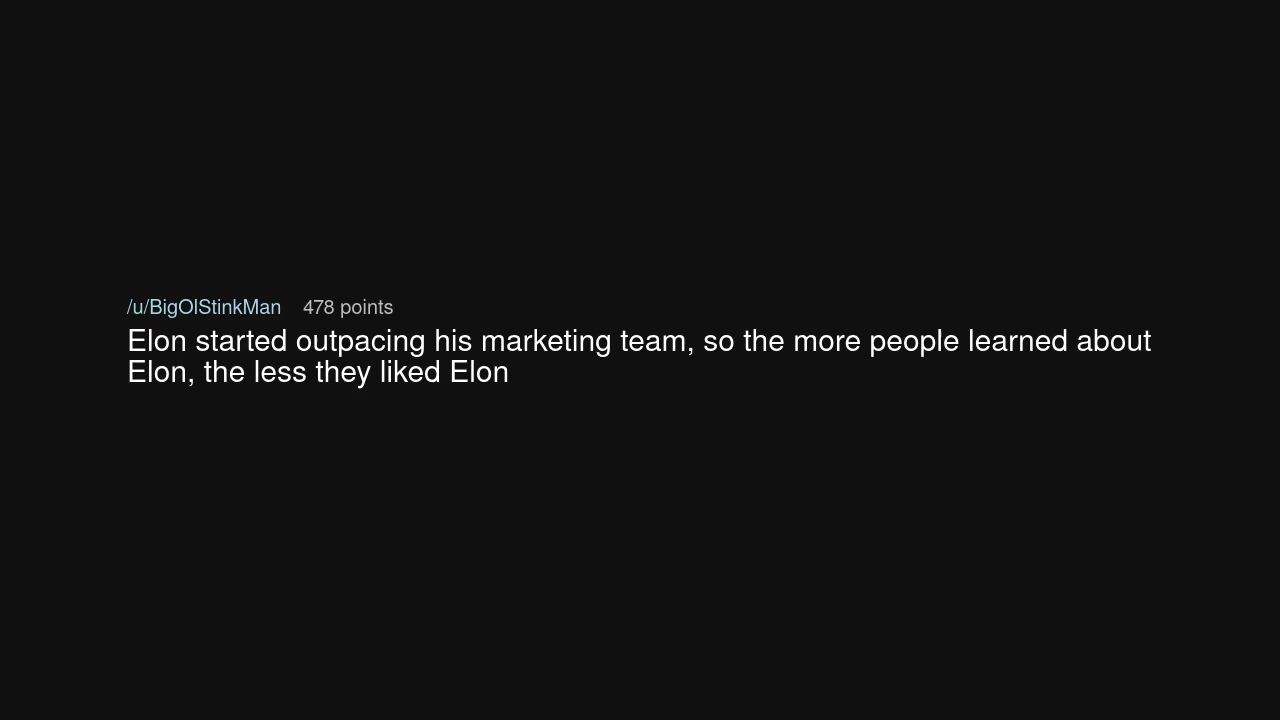 /u/BigOlStinkMan 478 points
Elon started outpacing his marketing team, so the more people learned about
Elon, the less they liked Elon